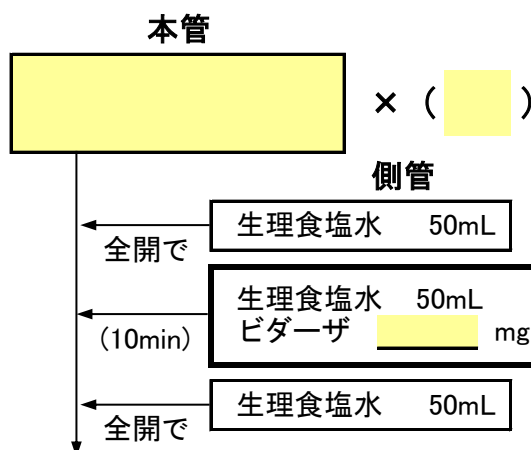 本管
× ( )
側管
生理食塩水 50mL
全開で
生理食塩水 50mL
ビダーザ mg
(10min)
生理食塩水 50mL
全開で